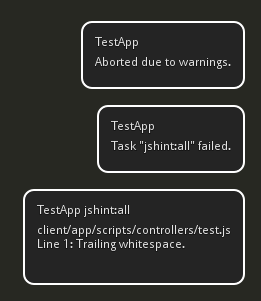 TestApp
Aborted due to warnings.
TestApp
Task "jshint:all" failed.
TestApp jshint:all
client/app/scripts/controllers/test.js
Line 1: Trailing whitespace.